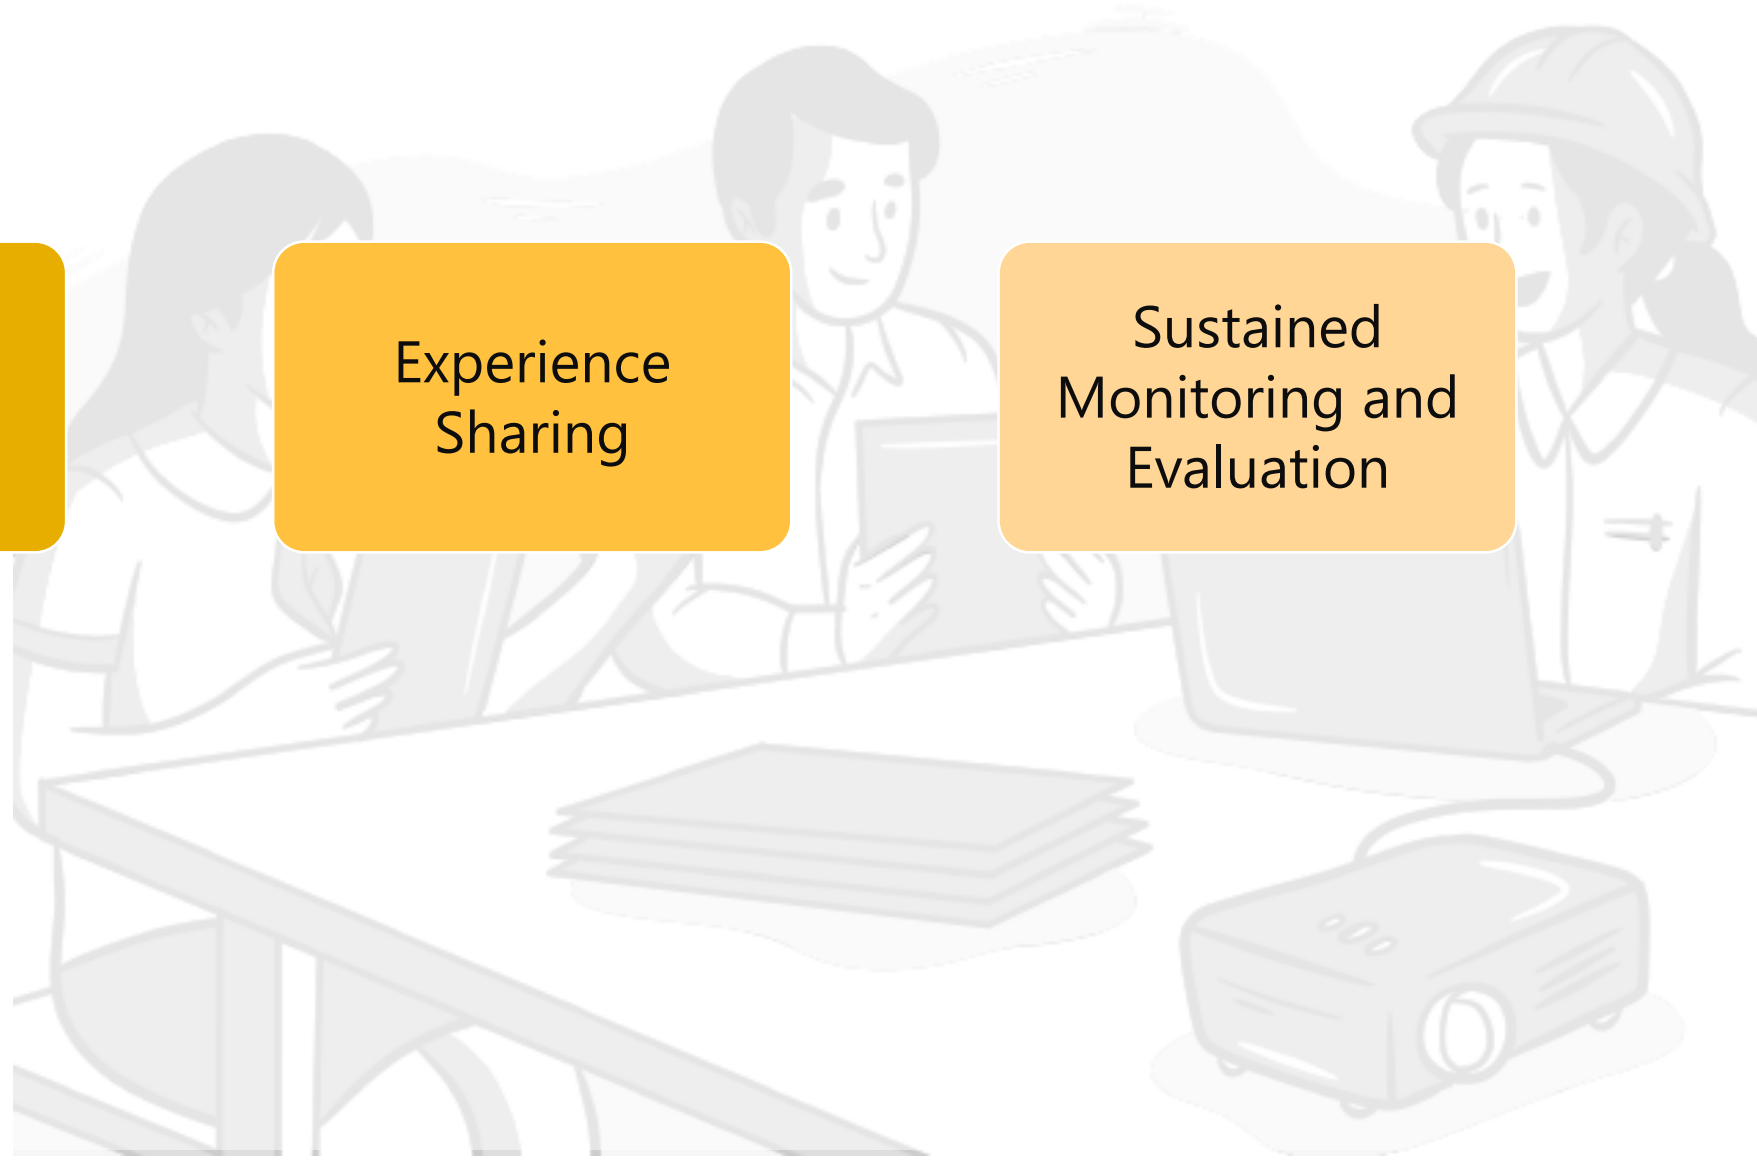 Experience
Sharing
Sustained
Monitoring and
Evaluation